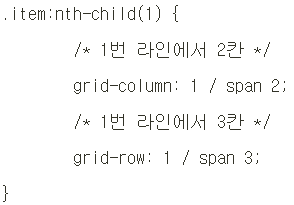 .item:nth-child(1) {
/* 1번 라인에서 2칸 */
grid-column: 1 / span 2;
/* 1번 라인에서 3칸 */
grid-row: 1 / span 3;
}